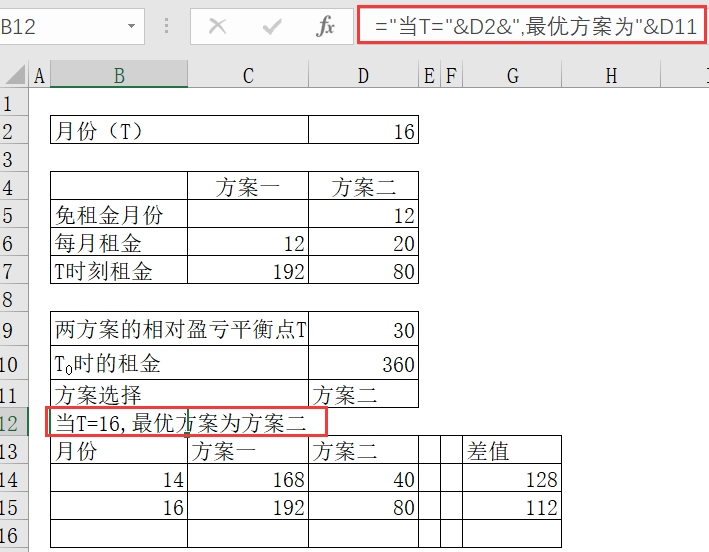 B12 fx ="当T="&D2&",最优方案为"&D11
A B C D E F G H
1
2 月份（T） 16
3
4 方案一 方案二
5 免租金月份 12
6 每月租金 12 20
7 T时刻租金 192 80
8
9 两方案的相对盈亏平衡点T 30
10 T₀时的租金 360
11 方案选择 方案二
12 当T=16,最优方案为方案二
13 月份 方案一 方案二 差值
14 14 168 40 128
15 16 192 80 112
16